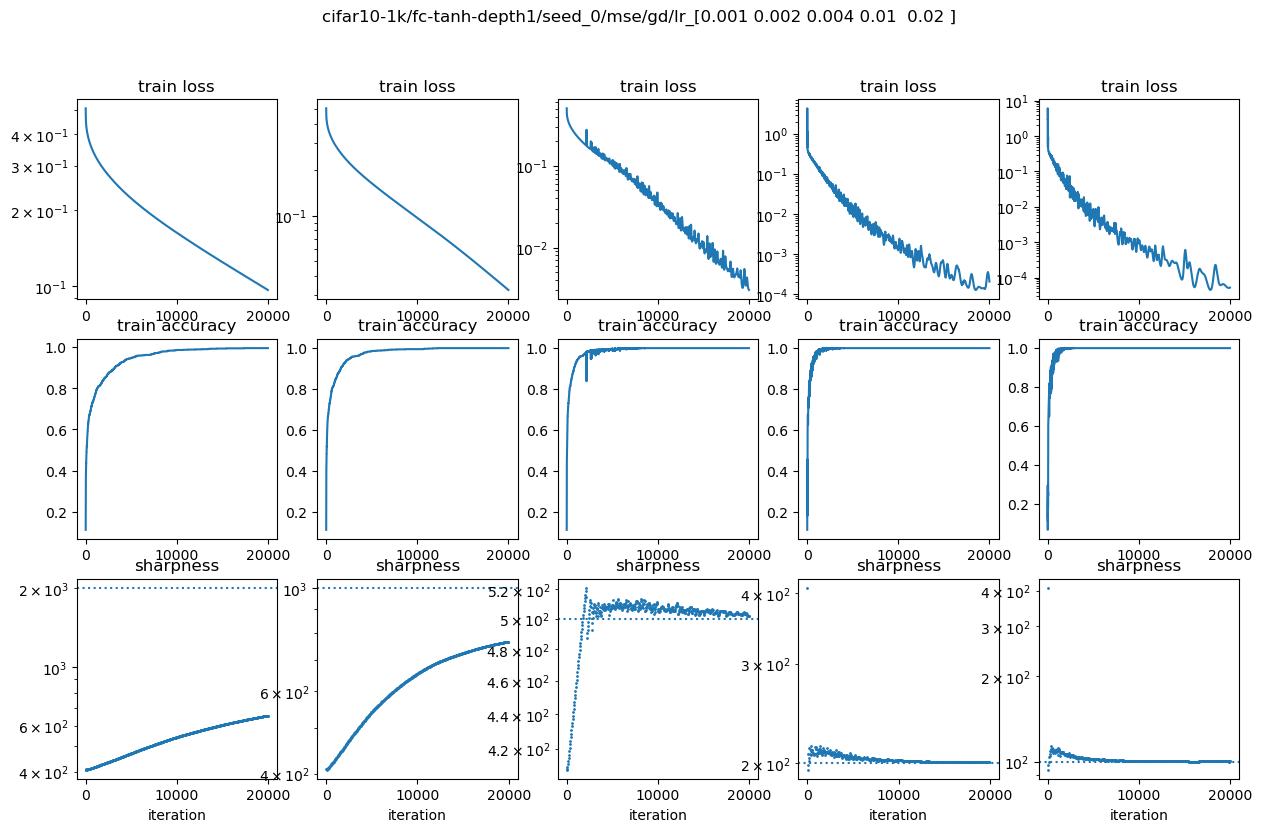 cifar10-1k/fc-tanh-depth1/seed_0/mse/gd/lr_[0.001 0.002 0.004 0.01  0.02 ]
train loss train loss train loss train loss train loss
4 × 10⁻¹
3 × 10⁻¹
2 × 10⁻¹
10⁻¹
0 10000 20000
10⁻¹
0 10000 20000
10⁻¹
10⁻²
0 10000 20000
10⁰
10⁻¹
10⁻²
10⁻³
10⁻⁴
0 10000 20000
10¹
10⁰
10⁻¹
10⁻²
10⁻³
10⁻⁴
0 10000 20000
train accuracy train accuracy train accuracy train accuracy train accuracy
1.0
0.8
0.6
0.4
0.2
0 10000 20000
1.0
0.8
0.6
0.4
0.2
0 10000 20000
1.0
0.8
0.6
0.4
0.2
0 10000 20000
1.0
0.8
0.6
0.4
0.2
0 10000 20000
1.0
0.8
0.6
0.4
0.2
0 10000 20000
sharpness sharpness sharpness sharpness sharpness
2 × 10³
10³
6 × 10²
4 × 10²
0 10000 20000
iteration
10³
6 × 10²
4 × 10²
0 10000 20000
iteration
5.2 × 10²
5 × 10²
4.8 × 10²
4.6 × 10²
4.4 × 10²
4.2 × 10²
0 10000 20000
iteration
4 × 10²
3 × 10²
2 × 10²
0 10000 20000
iteration
4 × 10²
3 × 10²
2 × 10²
10²
0 10000 20000
iteration